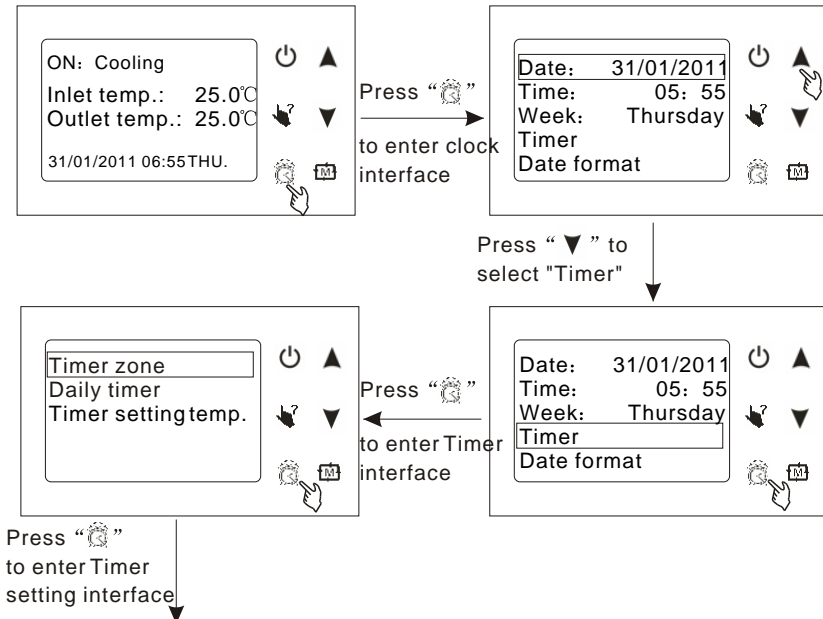 ON: Cooling
Inlet temp.: 25.0℃
Outlet temp.: 25.0℃
31/01/2011 06:55THU.
M
Press “ ”
to enter clock
interface
Date: 31/01/2011
Time: 05: 55
Week: Thursday
Timer
Date format
M
Press “ ▼ ” to
select "Timer"
Date: 31/01/2011
Time: 05: 55
Week: Thursday
Timer
Date format
M
Press “ ”
to enter Timer
interface
Timer zone
Daily timer
Timer setting temp.
M
Press “ ”
to enter Timer
setting interface